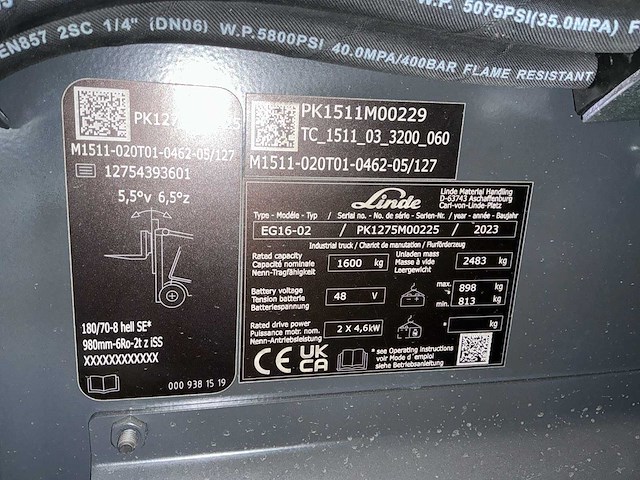 W.P. 5075PSI(35.0MPA)
EN857 2SC 1/4" (DN06) W.P.5800PSI 40.0MPA/400BAR FLAME RESISTANT
M1511-020T01-0462-05/127
12754393601
5,5°v 6,5°z
180/70-8 hell SE*
980mm-6Ro-2t z iSS
XXXXXXXXXXXXX
000 938 15 19
PK1511M00229
TC_1511_03_3200_060
M1511-020T01-0462-05/127
Linde
Linde Material Handling
D-63743 Aschaffenburg
Carl-von-Linde-Platz
Type - Modéle - Typ / Serial no. - No. de série - Serien-Nr. / year - année - Baujahr
EG16-02 / PK1275M00225 / 2023
Industrial truck / Chariot de manutation / Flurförderzeug
Rated capacity
Capacité nominale
Nenn-Tragfähigkeit
1600 kg
Unladen mass
Masse à vide
Leergewicht
2483 kg
Battery voltage
Tension batterie
Batteriespannung
48 V
max. 898 kg
min. 813 kg
Rated drive power
Puissance motr. nom.
Nenn-Antriebsleistung
2 X 4,6kW
* kg
CE UK CA
* see Operating instructions
voir Mode d'emploi
siehe Betriebsanleitung